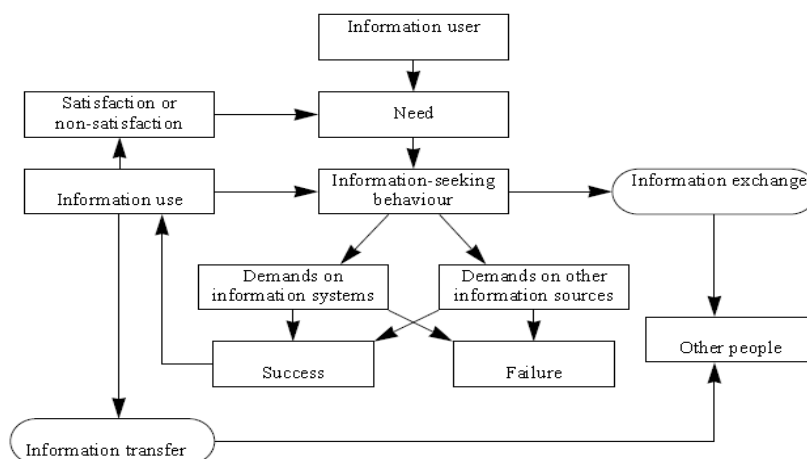 Information user
Satisfaction or
non-satisfaction
Need
Information use
Information-seeking
behaviour
Information exchange
Demands on
information systems
Demands on other
information sources
Success
Failure
Other people
Information transfer